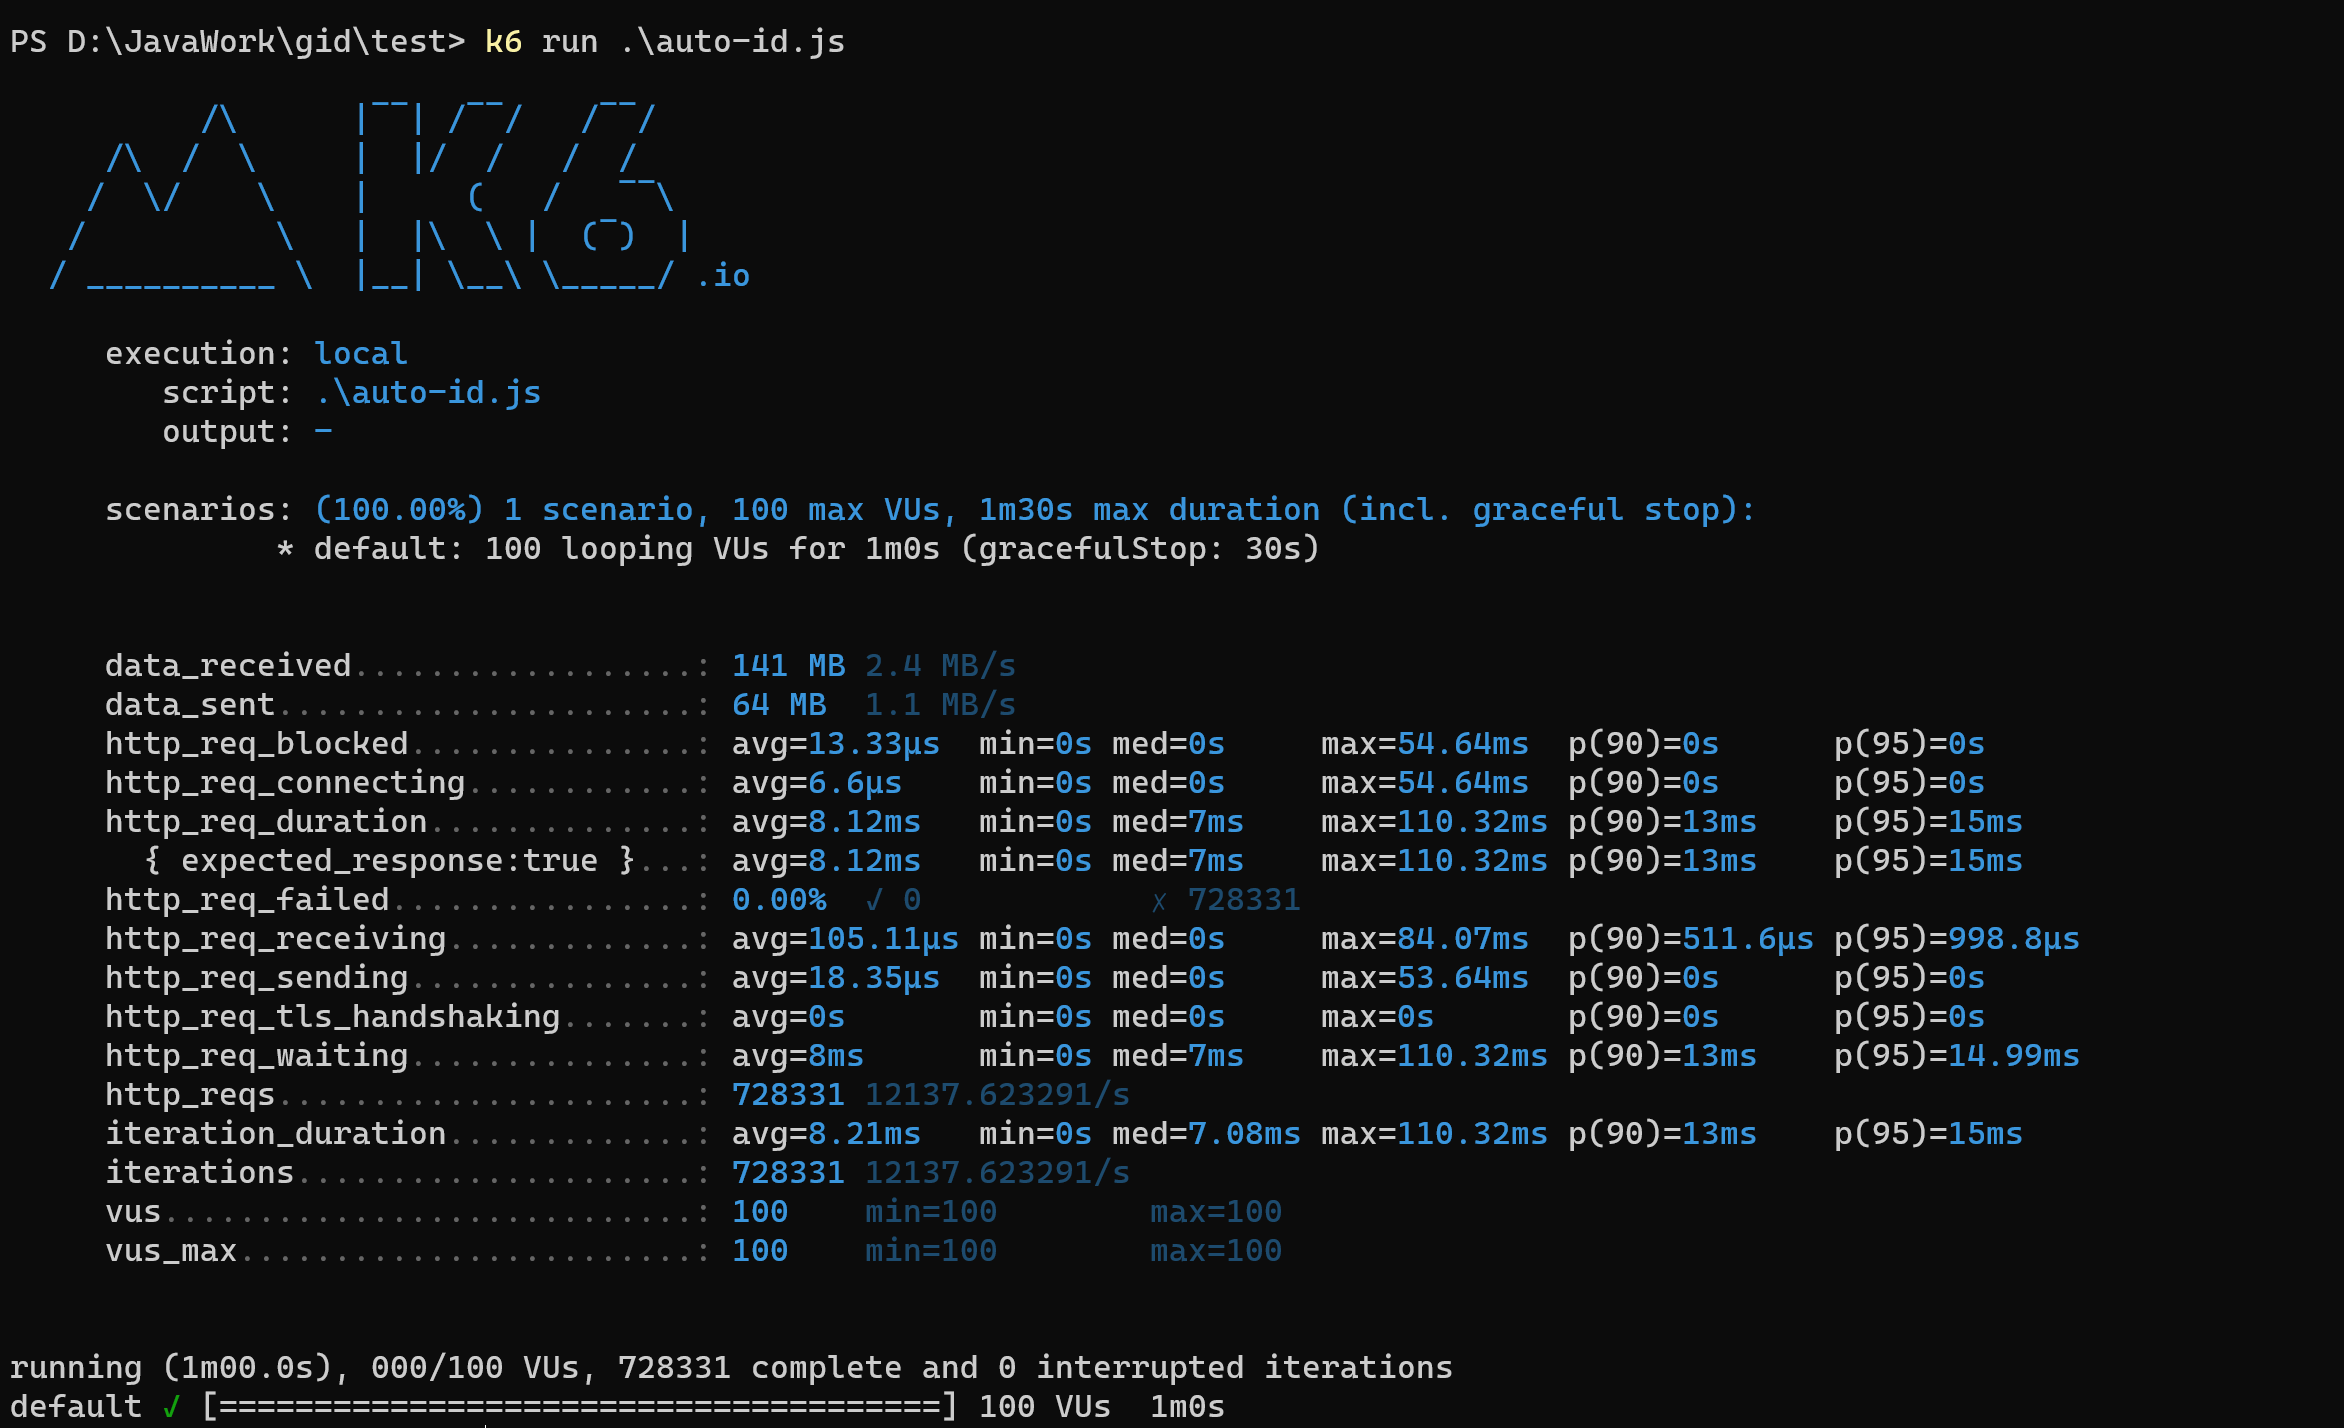 PS D:\JavaWork\gid\test> k6 run .\auto-id.js
          /\      |‾‾| /‾‾/   /‾‾/
     /\  /  \     |  |/  /   /  /
    /  \/    \    |     (   /   ‾‾\
   /          \   |  |\  \ |  (‾)  |
  / __________ \  |__| \__\ \_____/ .io
execution: local
script: .\auto-id.js
output: -
scenarios: (100.00%) 1 scenario, 100 max VUs, 1m30s max duration (incl. graceful stop):
* default: 100 looping VUs for 1m0s (gracefulStop: 30s)
data_received..................: 141 MB 2.4 MB/s
data_sent......................: 64 MB  1.1 MB/s
http_req_blocked...............: avg=13.33µs  min=0s med=0s     max=54.64ms  p(90)=0s      p(95)=0s
http_req_connecting............: avg=6.6µs    min=0s med=0s     max=54.64ms  p(90)=0s      p(95)=0s
http_req_duration..............: avg=8.12ms   min=0s med=7ms    max=110.32ms p(90)=13ms    p(95)=15ms
{ expected_response:true }...: avg=8.12ms   min=0s med=7ms    max=110.32ms p(90)=13ms    p(95)=15ms
http_req_failed................: 0.00%  ✓ 0            ✗ 728331
http_req_receiving.............: avg=105.11µs min=0s med=0s     max=84.07ms  p(90)=511.6µs p(95)=998.8µs
http_req_sending...............: avg=18.35µs  min=0s med=0s     max=53.64ms  p(90)=0s      p(95)=0s
http_req_tls_handshaking.......: avg=0s       min=0s med=0s     max=0s       p(90)=0s      p(95)=0s
http_req_waiting...............: avg=8ms      min=0s med=7ms    max=110.32ms p(90)=13ms    p(95)=14.99ms
http_reqs......................: 728331 12137.623291/s
iteration_duration.............: avg=8.21ms   min=0s med=7.08ms max=110.32ms p(90)=13ms    p(95)=15ms
iterations.....................: 728331 12137.623291/s
vus............................: 100    min=100        max=100
vus_max........................: 100    min=100        max=100
running (1m00.0s), 000/100 VUs, 728331 complete and 0 interrupted iterations
default ✓ [======================================] 100 VUs  1m0s